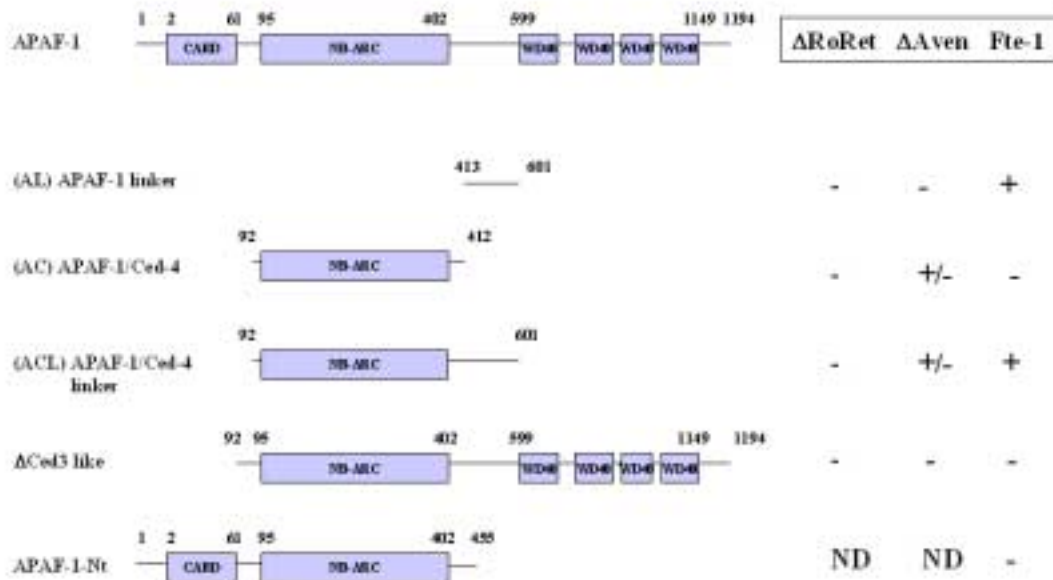 1 2 61 95 402 599 1149 1194
APAF-1 CARD NB-ARC WD40 WD40 WD40 WD40
ΔRoRet ΔAven Fte-1
413 601
(AL) APAF-1 linker - - +
92 412
(AC) APAF-1/Ced-4 NB-ARC - +/- -
92 601
(ACL) APAF-1/Ced-4 NB-ARC - +/- +
linker
92 95 402 599 1149 1194
ΔCed3 like NB-ARC WD40 WD40 WD40 WD40 - - -
1 2 61 95 402 455
APAF-1-Nt CARD NB-ARC ND ND -